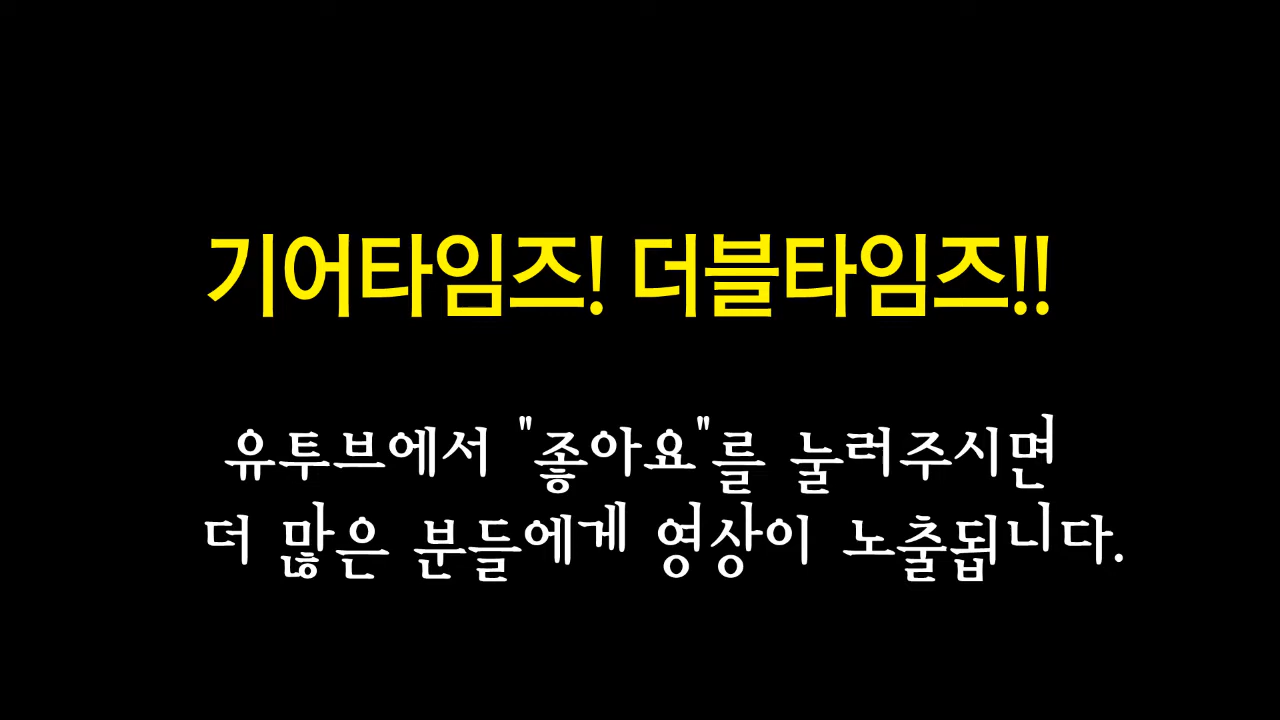 기어타임즈! 더블타임즈!!
유투브에서 "좋아요"를 눌러주시면
더 많은 분들에게 영상이 노출됩니다.